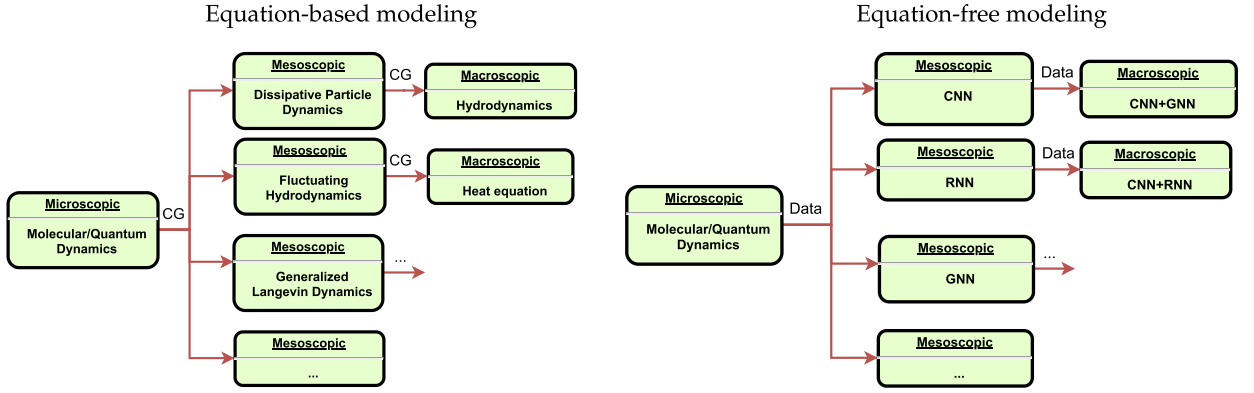 Equation-based modeling
Mesoscopic
Dissipative Particle
Dynamics
CG
Macroscopic
Hydrodynamics
Mesoscopic
Fluctuating
Hydrodynamics
CG
Macroscopic
Heat equation
Microscopic
Molecular/Quantum
Dynamics
CG
Mesoscopic
Generalized
Langevin Dynamics
...
Mesoscopic
...
Equation-free modeling
Mesoscopic
CNN
Data
Macroscopic
CNN+GNN
Mesoscopic
RNN
Data
Macroscopic
CNN+RNN
Microscopic
Molecular/Quantum
Dynamics
Data
Mesoscopic
GNN
...
Mesoscopic
...